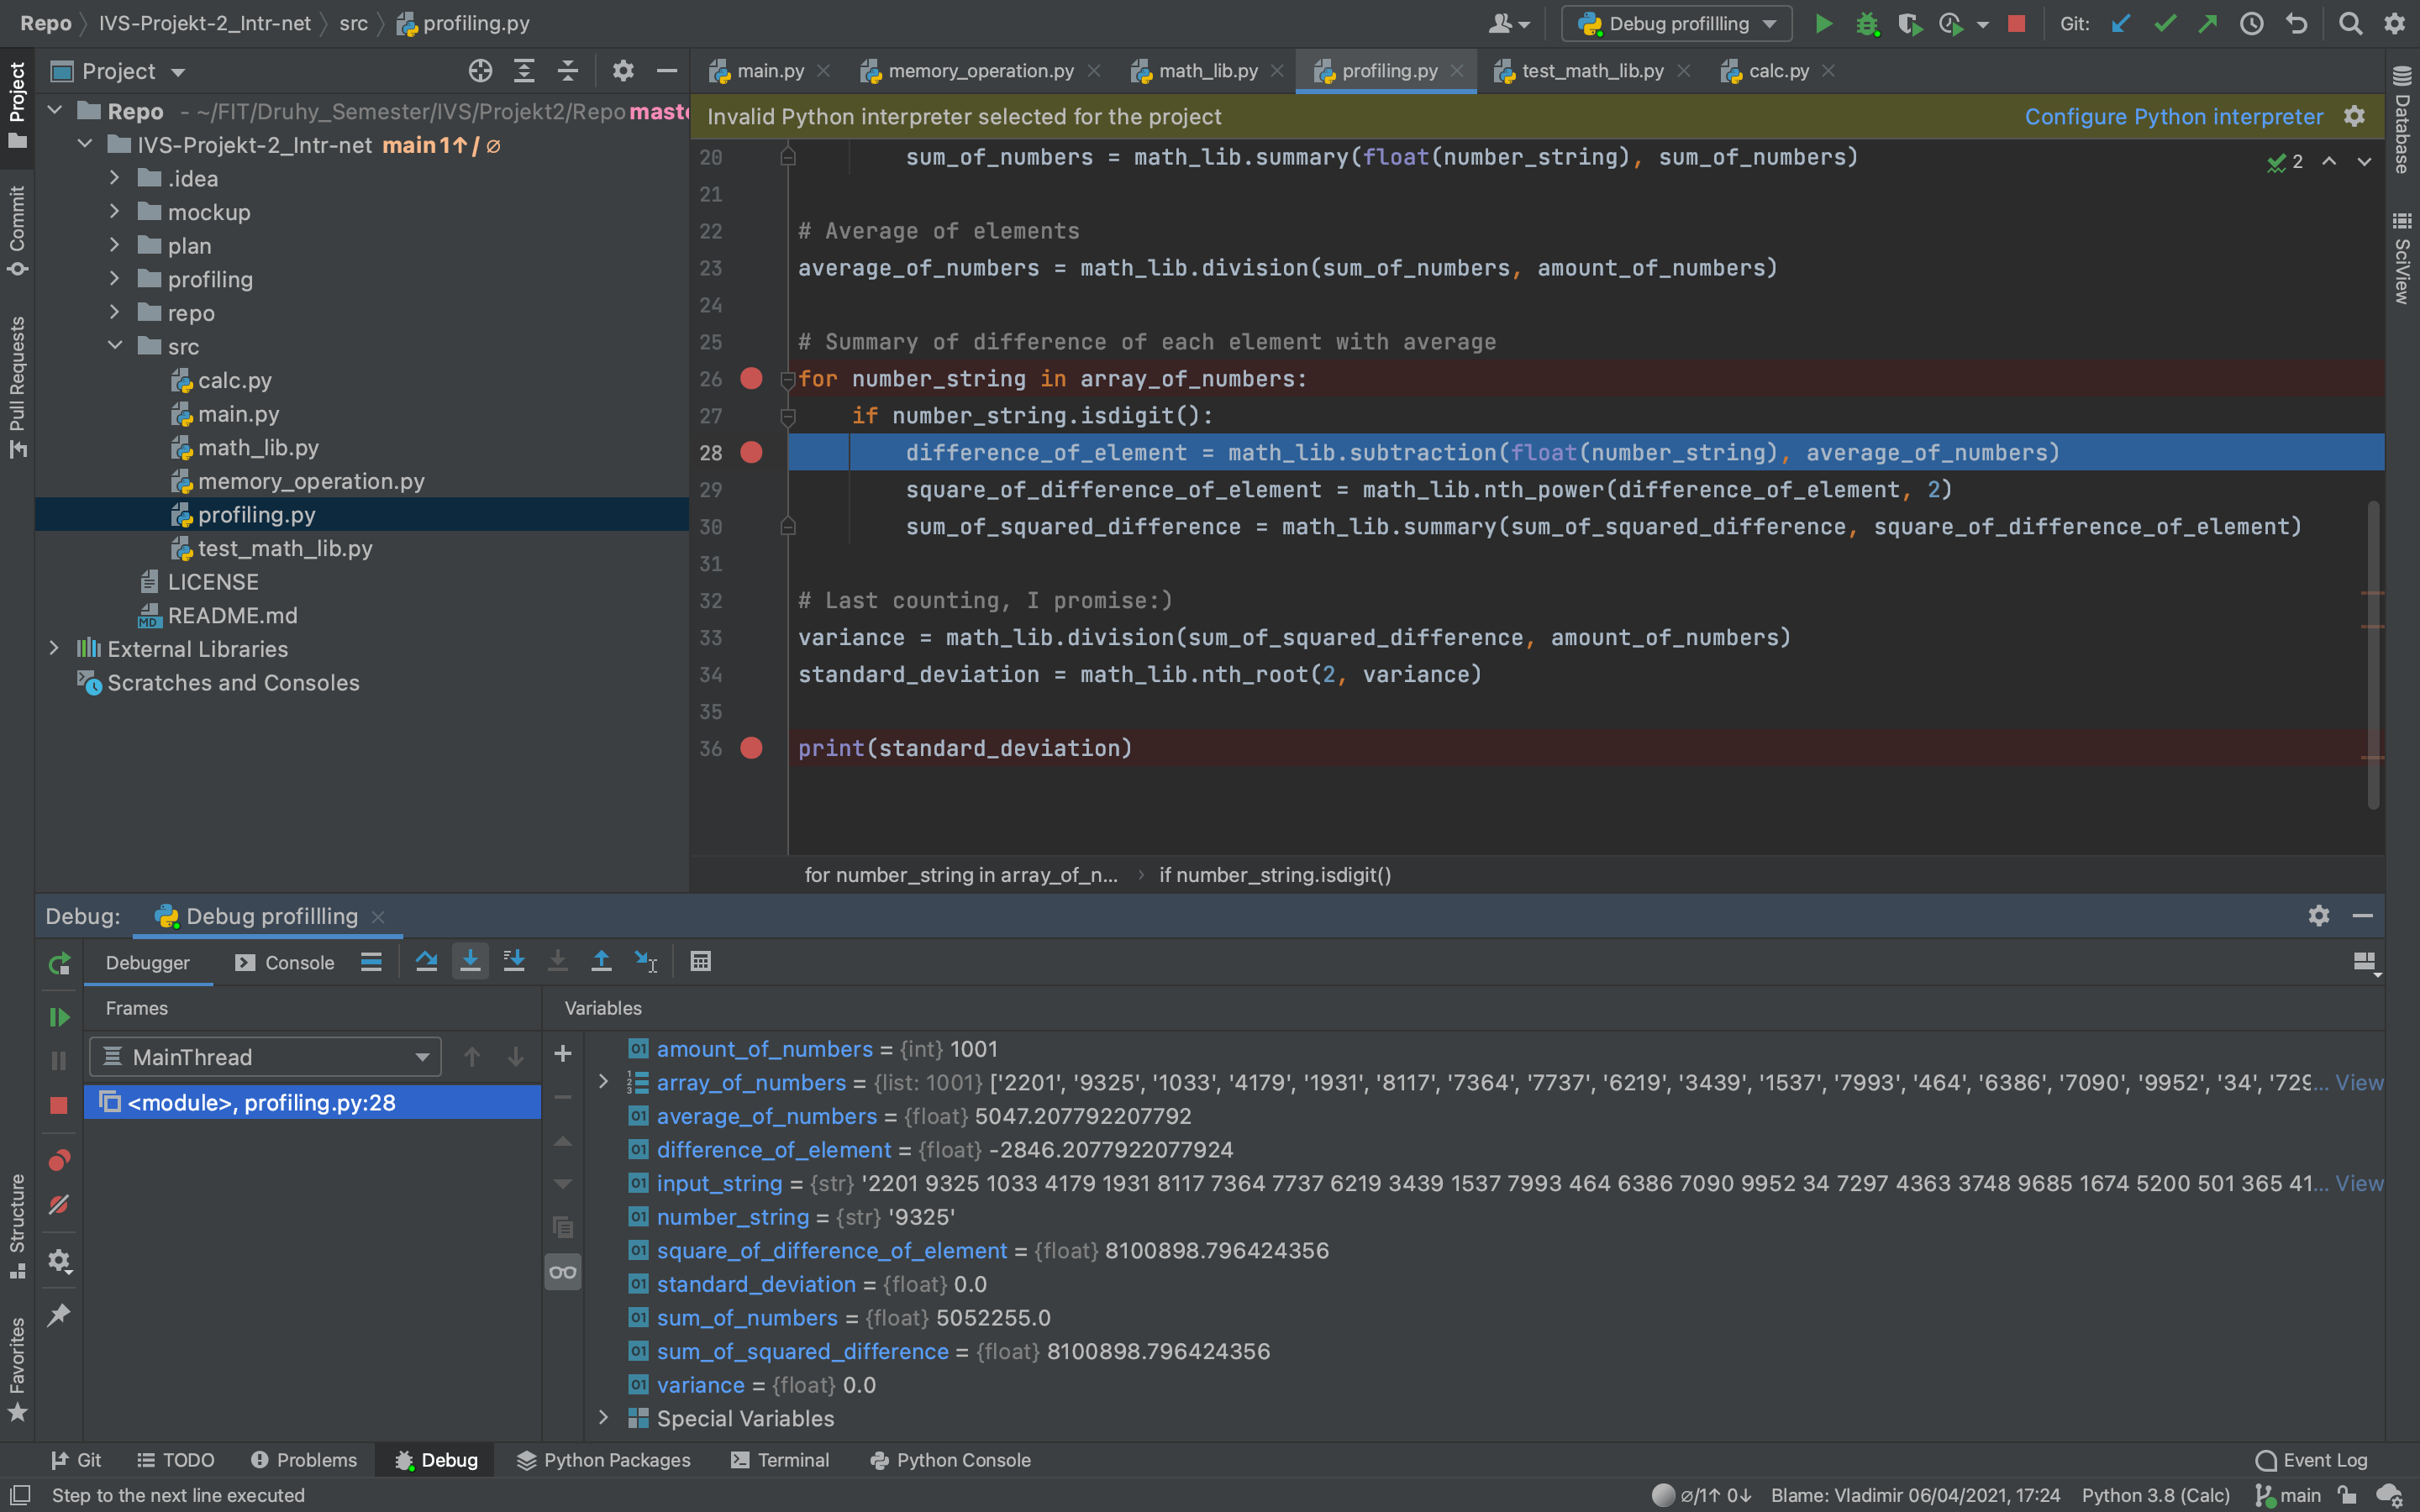 Repo IVS-Projekt-2_Intr-net src profiling.py
Debug profillling Git:
Project
main.py memory_operation.py math_lib.py profiling.py test_math_lib.py calc.py
Project
Commit
Pull Requests
Structure
Favorites
Database
SciView
Repo - ~/FIT/Druhy_Semester/IVS/Projekt2/Repo
IVS-Projekt-2_Intr-net main 1↑ / ∅
.idea
mockup
plan
profiling
repo
src
calc.py
main.py
math_lib.py
memory_operation.py
profiling.py
test_math_lib.py
LICENSE
MD README.md
External Libraries
Scratches and Consoles
Invalid Python interpreter selected for the project Configure Python interpreter
2
20 sum_of_numbers = math_lib.summary(float(number_string), sum_of_numbers)
21
22 # Average of elements
23 average_of_numbers = math_lib.division(sum_of_numbers, amount_of_numbers)
24
25 # Summary of difference of each element with average
26 for number_string in array_of_numbers:
27 if number_string.isdigit():
28 difference_of_element = math_lib.subtraction(float(number_string), average_of_numbers)
29 square_of_difference_of_element = math_lib.nth_power(difference_of_element, 2)
30 sum_of_squared_difference = math_lib.summary(sum_of_squared_difference, square_of_difference_of_element)
31
32 # Last counting, I promise:)
33 variance = math_lib.division(sum_of_squared_difference, amount_of_numbers)
34 standard_deviation = math_lib.nth_root(2, variance)
35
36 print(standard_deviation)
for number_string in array_of_n... › if number_string.isdigit()
Debug: Debug profillling
Debugger Console
Frames Variables
MainThread
<module>, profiling.py:28
amount_of_numbers = {int} 1001
array_of_numbers = {list: 1001} ['2201', '9325', '1033', '4179', '1931', '8117', '7364', '7737', '6219', '3439', '1537', '7993', '464', '6386', '7090', '9952', '34', '729... View
average_of_numbers = {float} 5047.207792207792
difference_of_element = {float} -2846.2077922077924
input_string = {str} '2201 9325 1033 4179 1931 8117 7364 7737 6219 3439 1537 7993 464 6386 7090 9952 34 7297 4363 3748 9685 1674 5200 501 365 41... View
number_string = {str} '9325'
square_of_difference_of_element = {float} 8100898.796424356
standard_deviation = {float} 0.0
sum_of_numbers = {float} 5052255.0
sum_of_squared_difference = {float} 8100898.796424356
variance = {float} 0.0
Special Variables
Git TODO Problems Debug Python Packages Terminal Python Console Event Log
Step to the next line executed ∅/1↑ 0↓ Blame: Vladimir 06/04/2021, 17:24 Python 3.8 (Calc) main